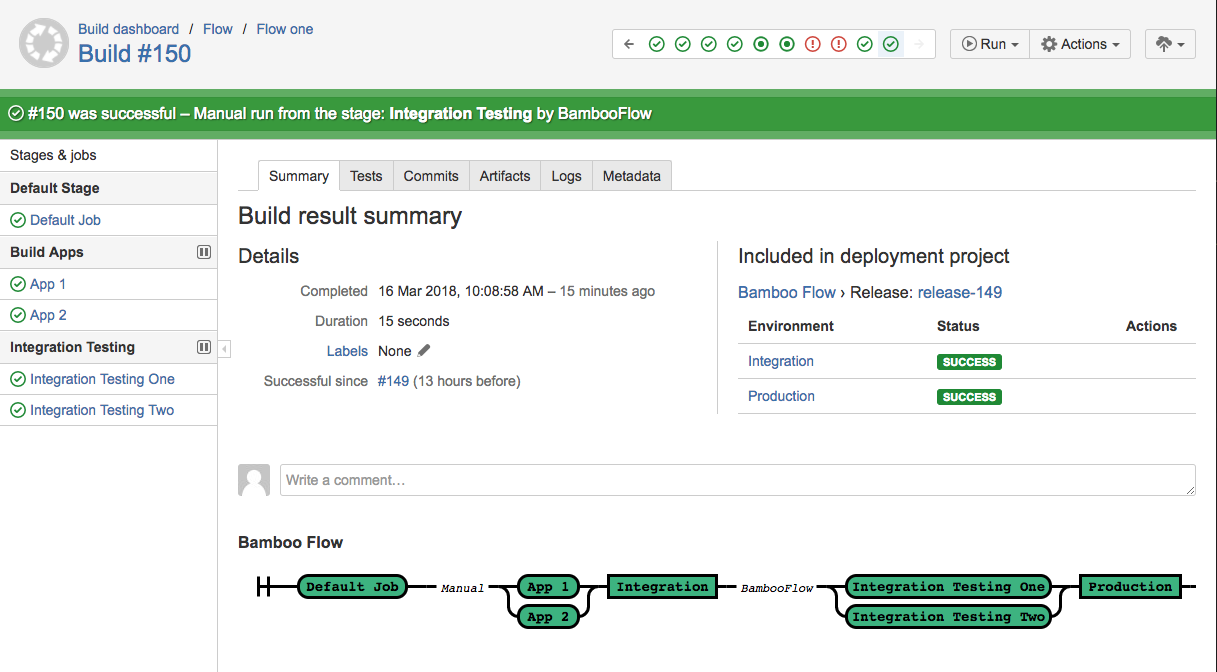 Build dashboard / Flow / Flow one
Build #150
Run
Actions
#150 was successful – Manual run from the stage: Integration Testing by BambooFlow
Stages & jobs
Default Stage
Default Job
Build Apps
App 1
App 2
Integration Testing
Integration Testing One
Integration Testing Two
Summary Tests Commits Artifacts Logs Metadata
Build result summary
Details
Completed 16 Mar 2018, 10:08:58 AM – 15 minutes ago
Duration 15 seconds
Labels None
Successful since #149 (13 hours before)
Included in deployment project
Bamboo Flow › Release: release-149
Environment Status Actions
Integration SUCCESS
Production SUCCESS
Write a comment…
Bamboo Flow
Default Job Manual App 1 Integration BambooFlow Integration Testing One Production
App 2 Integration Testing Two